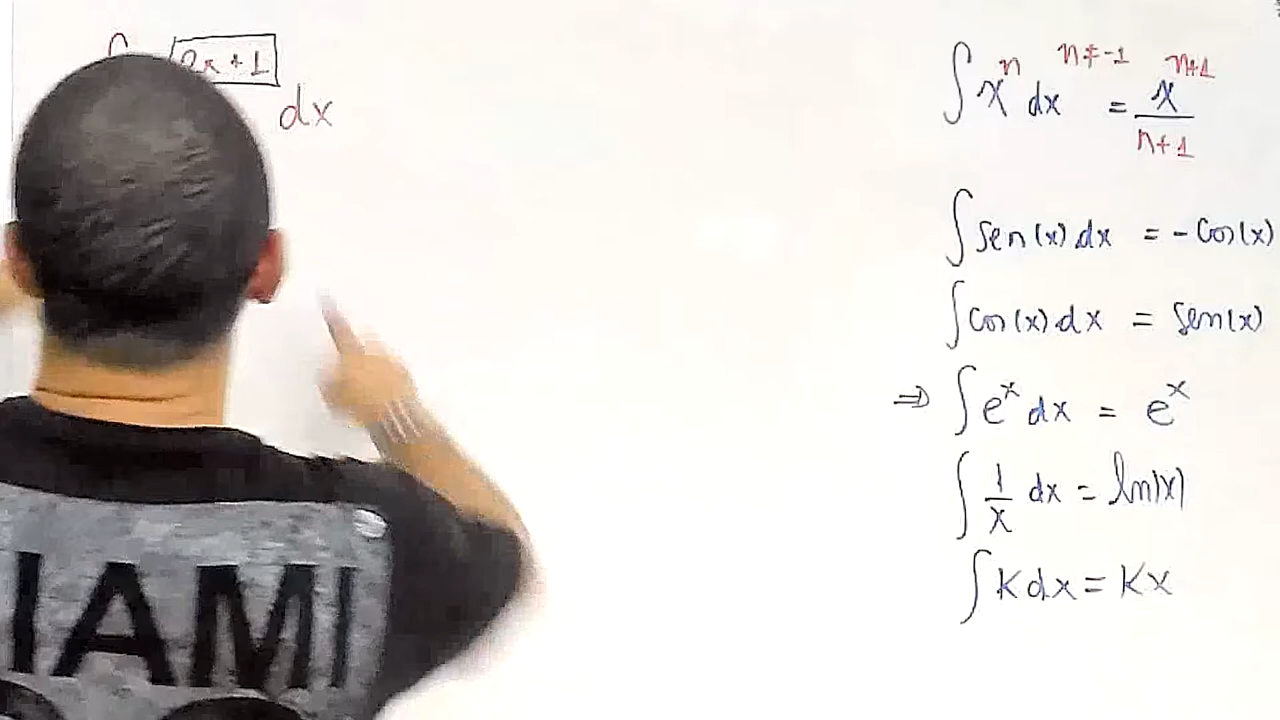 ∫ 2x + 1 dx
∫ xⁿ dx n ≠ -1 = xⁿ⁺¹ / n+1
∫ Sen(x) dx = - Cos(x)
∫ Cos(x) dx = Sen(x)
⇒ ∫ eˣ dx = eˣ
∫ 1/x dx = ln|x|
∫ K dx = Kx
IAMI